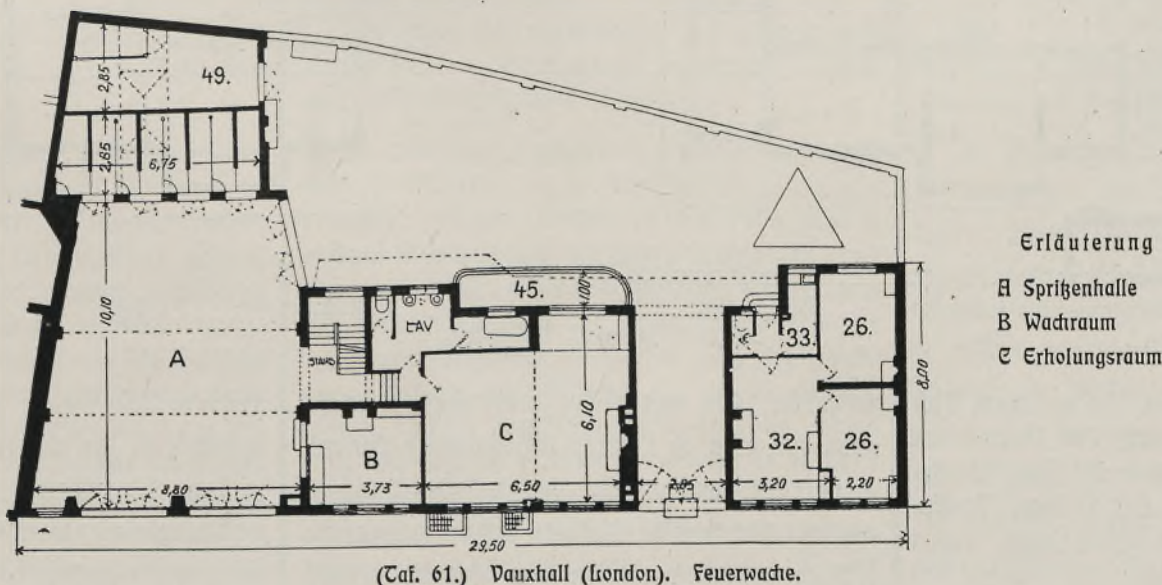 49.
2,85
2,85
6,75
10,10
A
STAIRS
LAV
45.
1,00
B
C
6,10
33.
26.
32.
26.
8,00
8,80
3,73
6,50
2,85
3,20
2,20
29,50
Erläuterung
A Spritzenhalle
B Wachraum
C Erholungsraum
(Taf. 61.) Vauxhall (London). Feuerwache.